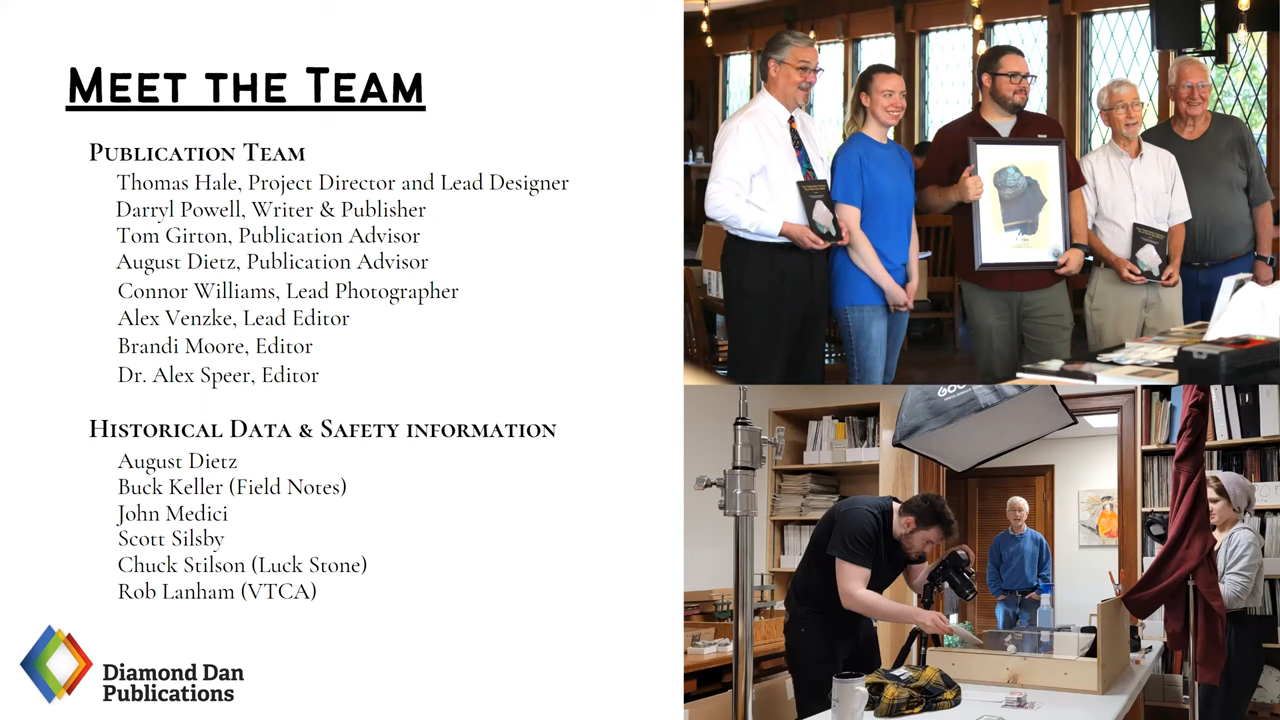 Meet the Team
Publication Team
Thomas Hale, Project Director and Lead Designer
Darryl Powell, Writer & Publisher
Tom Girton, Publication Advisor
August Dietz, Publication Advisor
Connor Williams, Lead Photographer
Alex Venzke, Lead Editor
Brandi Moore, Editor
Dr. Alex Speer, Editor
Historical Data & Safety information
August Dietz
Buck Keller (Field Notes)
John Medici
Scott Silsby
Chuck Stilson (Luck Stone)
Rob Lanham (VTCA)
Diamond Dan
Publications